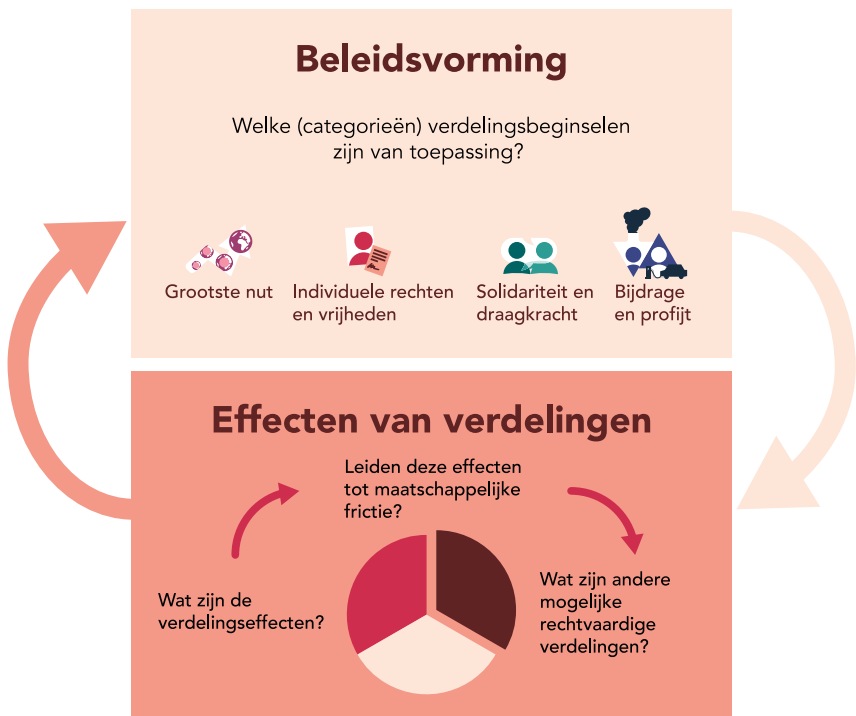 Beleidsvorming
Welke (categorieën) verdelingsbeginselen
zijn van toepassing?
Grootste nut
Individuele rechten
en vrijheden
Solidariteit en
draagkracht
Bijdrage
en profijt
Effecten van verdelingen
Leiden deze effecten
tot maatschappelijke
frictie?
Wat zijn de
verdelingseffecten?
Wat zijn andere
mogelijke
rechtvaardige
verdelingen?